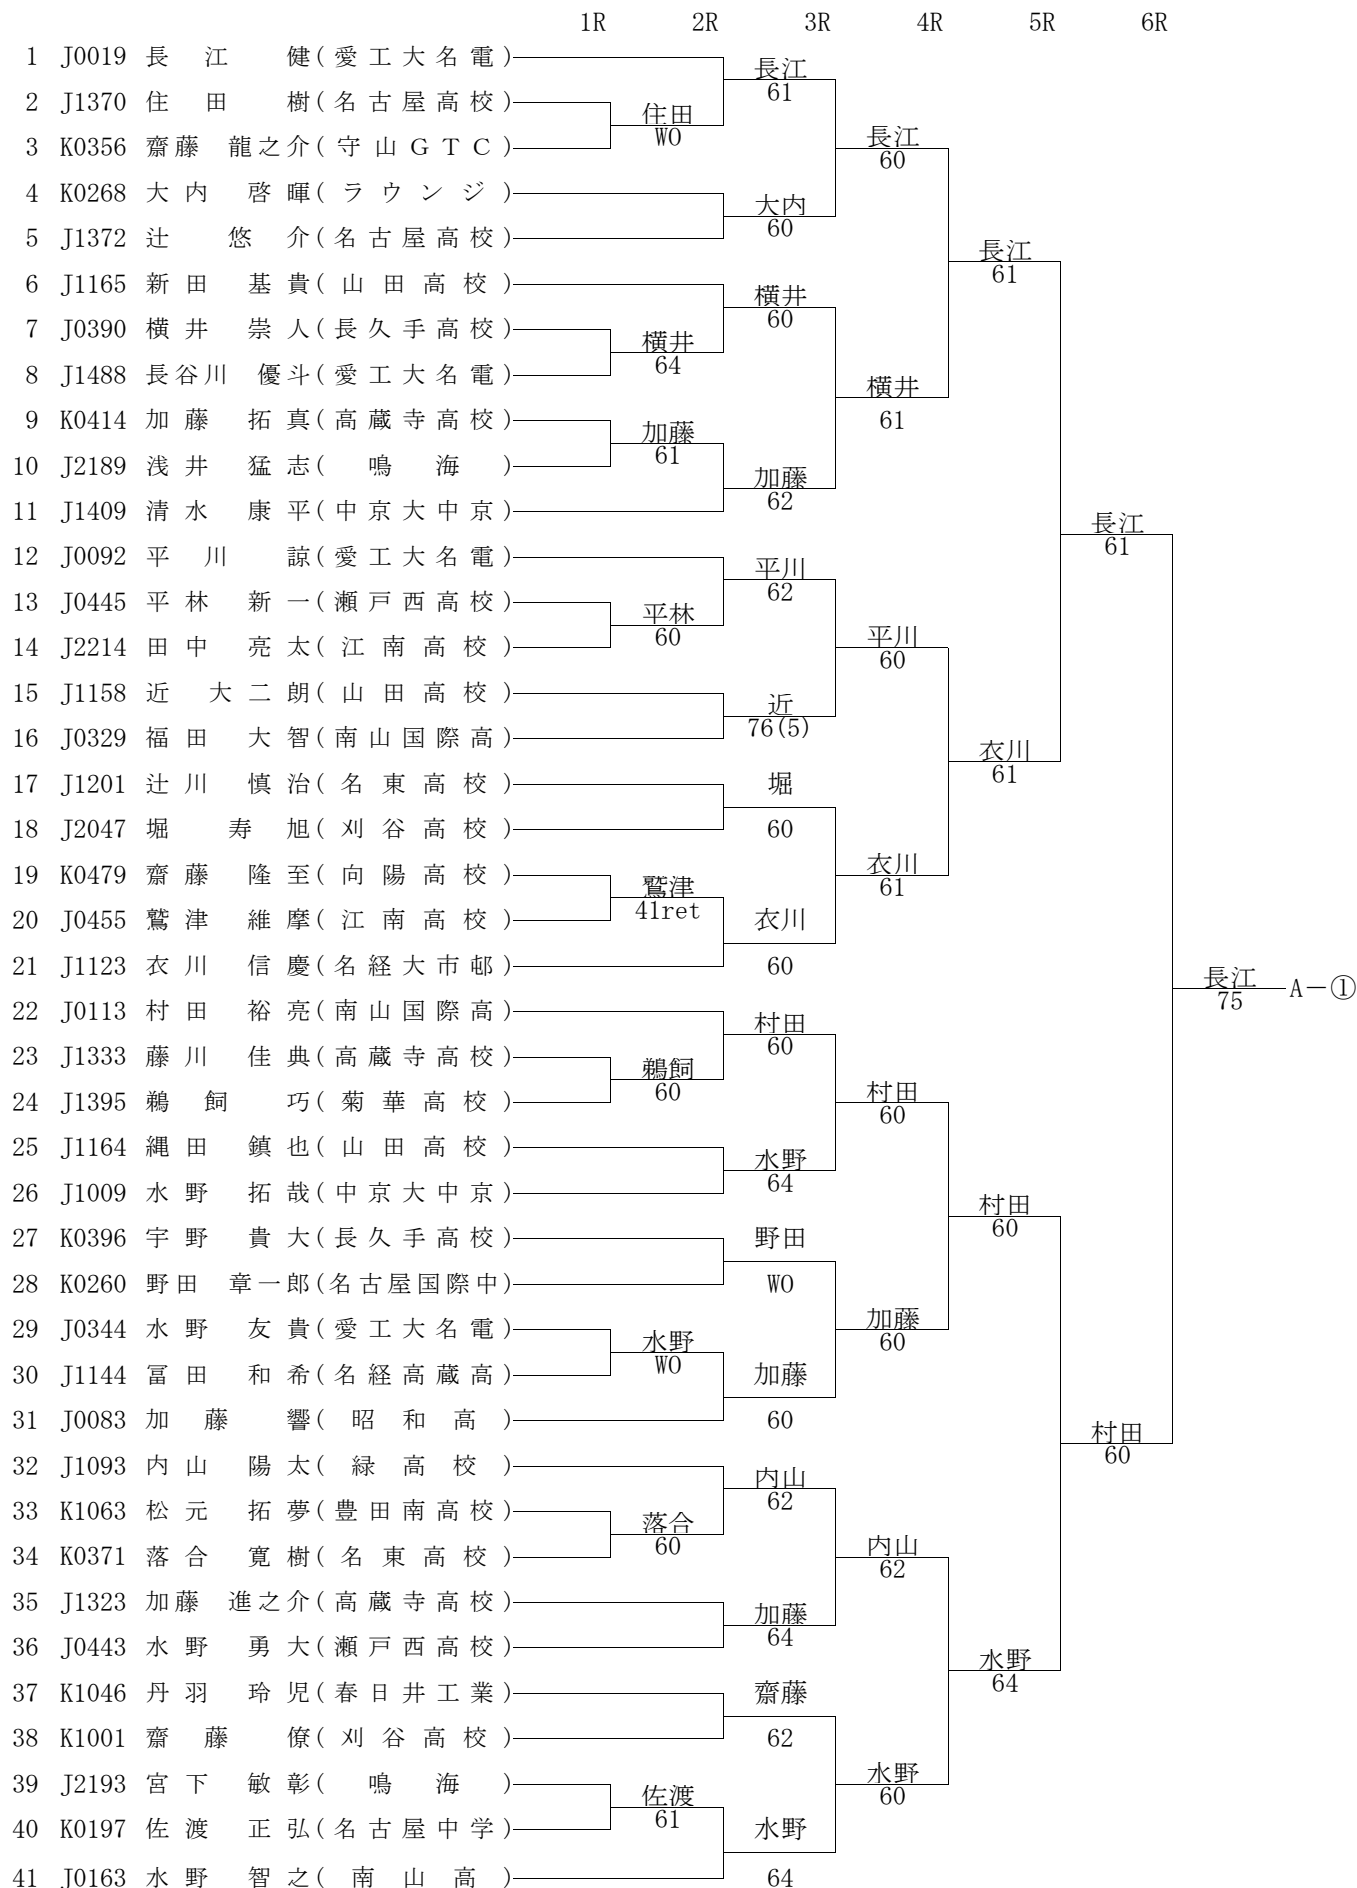 1R 2R 3R 4R 5R 6R
1 J0019 長江 健(愛工大名電)
長江
61
2 J1370 住田 樹(名古屋高校)
住田
WO
3 K0356 齋藤 龍之介(守山GTC)
長江
60
4 K0268 大内 啓暉(ラウンジ)
大内
60
5 J1372 辻 悠介(名古屋高校)
長江
61
6 J1165 新田 基貴(山田高校)
横井
60
7 J0390 横井 崇人(長久手高校)
横井
64
8 J1488 長谷川 優斗(愛工大名電)
横井
61
9 K0414 加藤 拓真(高蔵寺高校)
加藤
61
10 J2189 浅井 猛志(鳴海)
加藤
62
11 J1409 清水 康平(中京大中京)
長江
61
12 J0092 平川 諒(愛工大名電)
平川
62
13 J0445 平林 新一(瀬戸西高校)
平林
60
14 J2214 田中 亮太(江南高校)
平川
60
15 J1158 近 大二朗(山田高校)
近
76(5)
16 J0329 福田 大智(南山国際高)
衣川
61
17 J1201 辻川 慎治(名東高校)
堀
60
18 J2047 堀 寿旭(刈谷高校)
19 K0479 齋藤 隆至(向陽高校)
衣川
61
鷲津
41ret
20 J0455 鷲津 維摩(江南高校)
衣川
60
21 J1123 衣川 信慶(名経大市邨)
長江
75
A-①
22 J0113 村田 裕亮(南山国際高)
村田
60
23 J1333 藤川 佳典(高蔵寺高校)
鵜飼
60
24 J1395 鵜飼 巧(菊華高校)
村田
60
25 J1164 縄田 鎮也(山田高校)
水野
64
26 J1009 水野 拓哉(中京大中京)
村田
60
27 K0396 宇野 貴大(長久手高校)
野田
WO
28 K0260 野田 章一郎(名古屋国際中)
加藤
60
29 J0344 水野 友貴(愛工大名電)
水野
WO
30 J1144 冨田 和希(名経高蔵高)
加藤
60
31 J0083 加藤 響(昭和高)
村田
60
32 J1093 内山 陽太(緑高校)
内山
62
33 K1063 松元 拓夢(豊田南高校)
落合
60
34 K0371 落合 寛樹(名東高校)
内山
62
35 J1323 加藤 進之介(高蔵寺高校)
加藤
64
36 J0443 水野 勇大(瀬戸西高校)
水野
64
37 K1046 丹羽 玲児(春日井工業)
齋藤
62
38 K1001 齋藤 僚(刈谷高校)
水野
60
39 J2193 宮下 敏彰(鳴海)
佐渡
61
40 K0197 佐渡 正弘(名古屋中学)
水野
64
41 J0163 水野 智之(南山高)